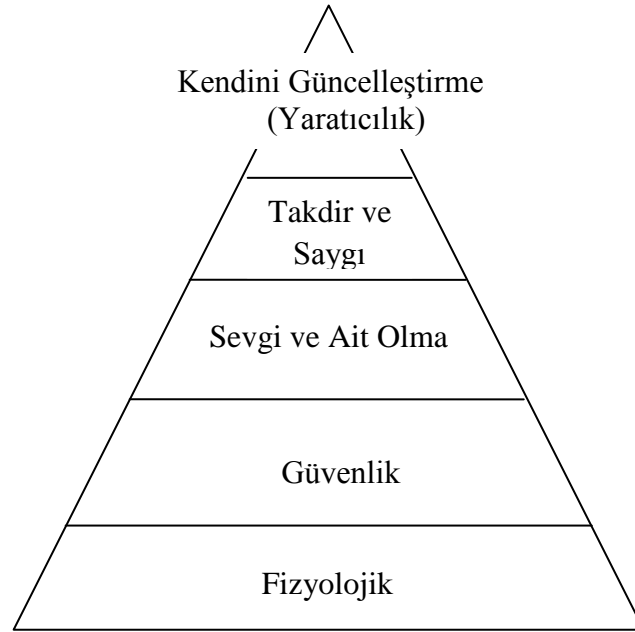 Kendini Güncelleştirme
(Yaratıcılık)
Takdir ve
Saygı
Sevgi ve Ait Olma
Güvenlik
Fizyolojik